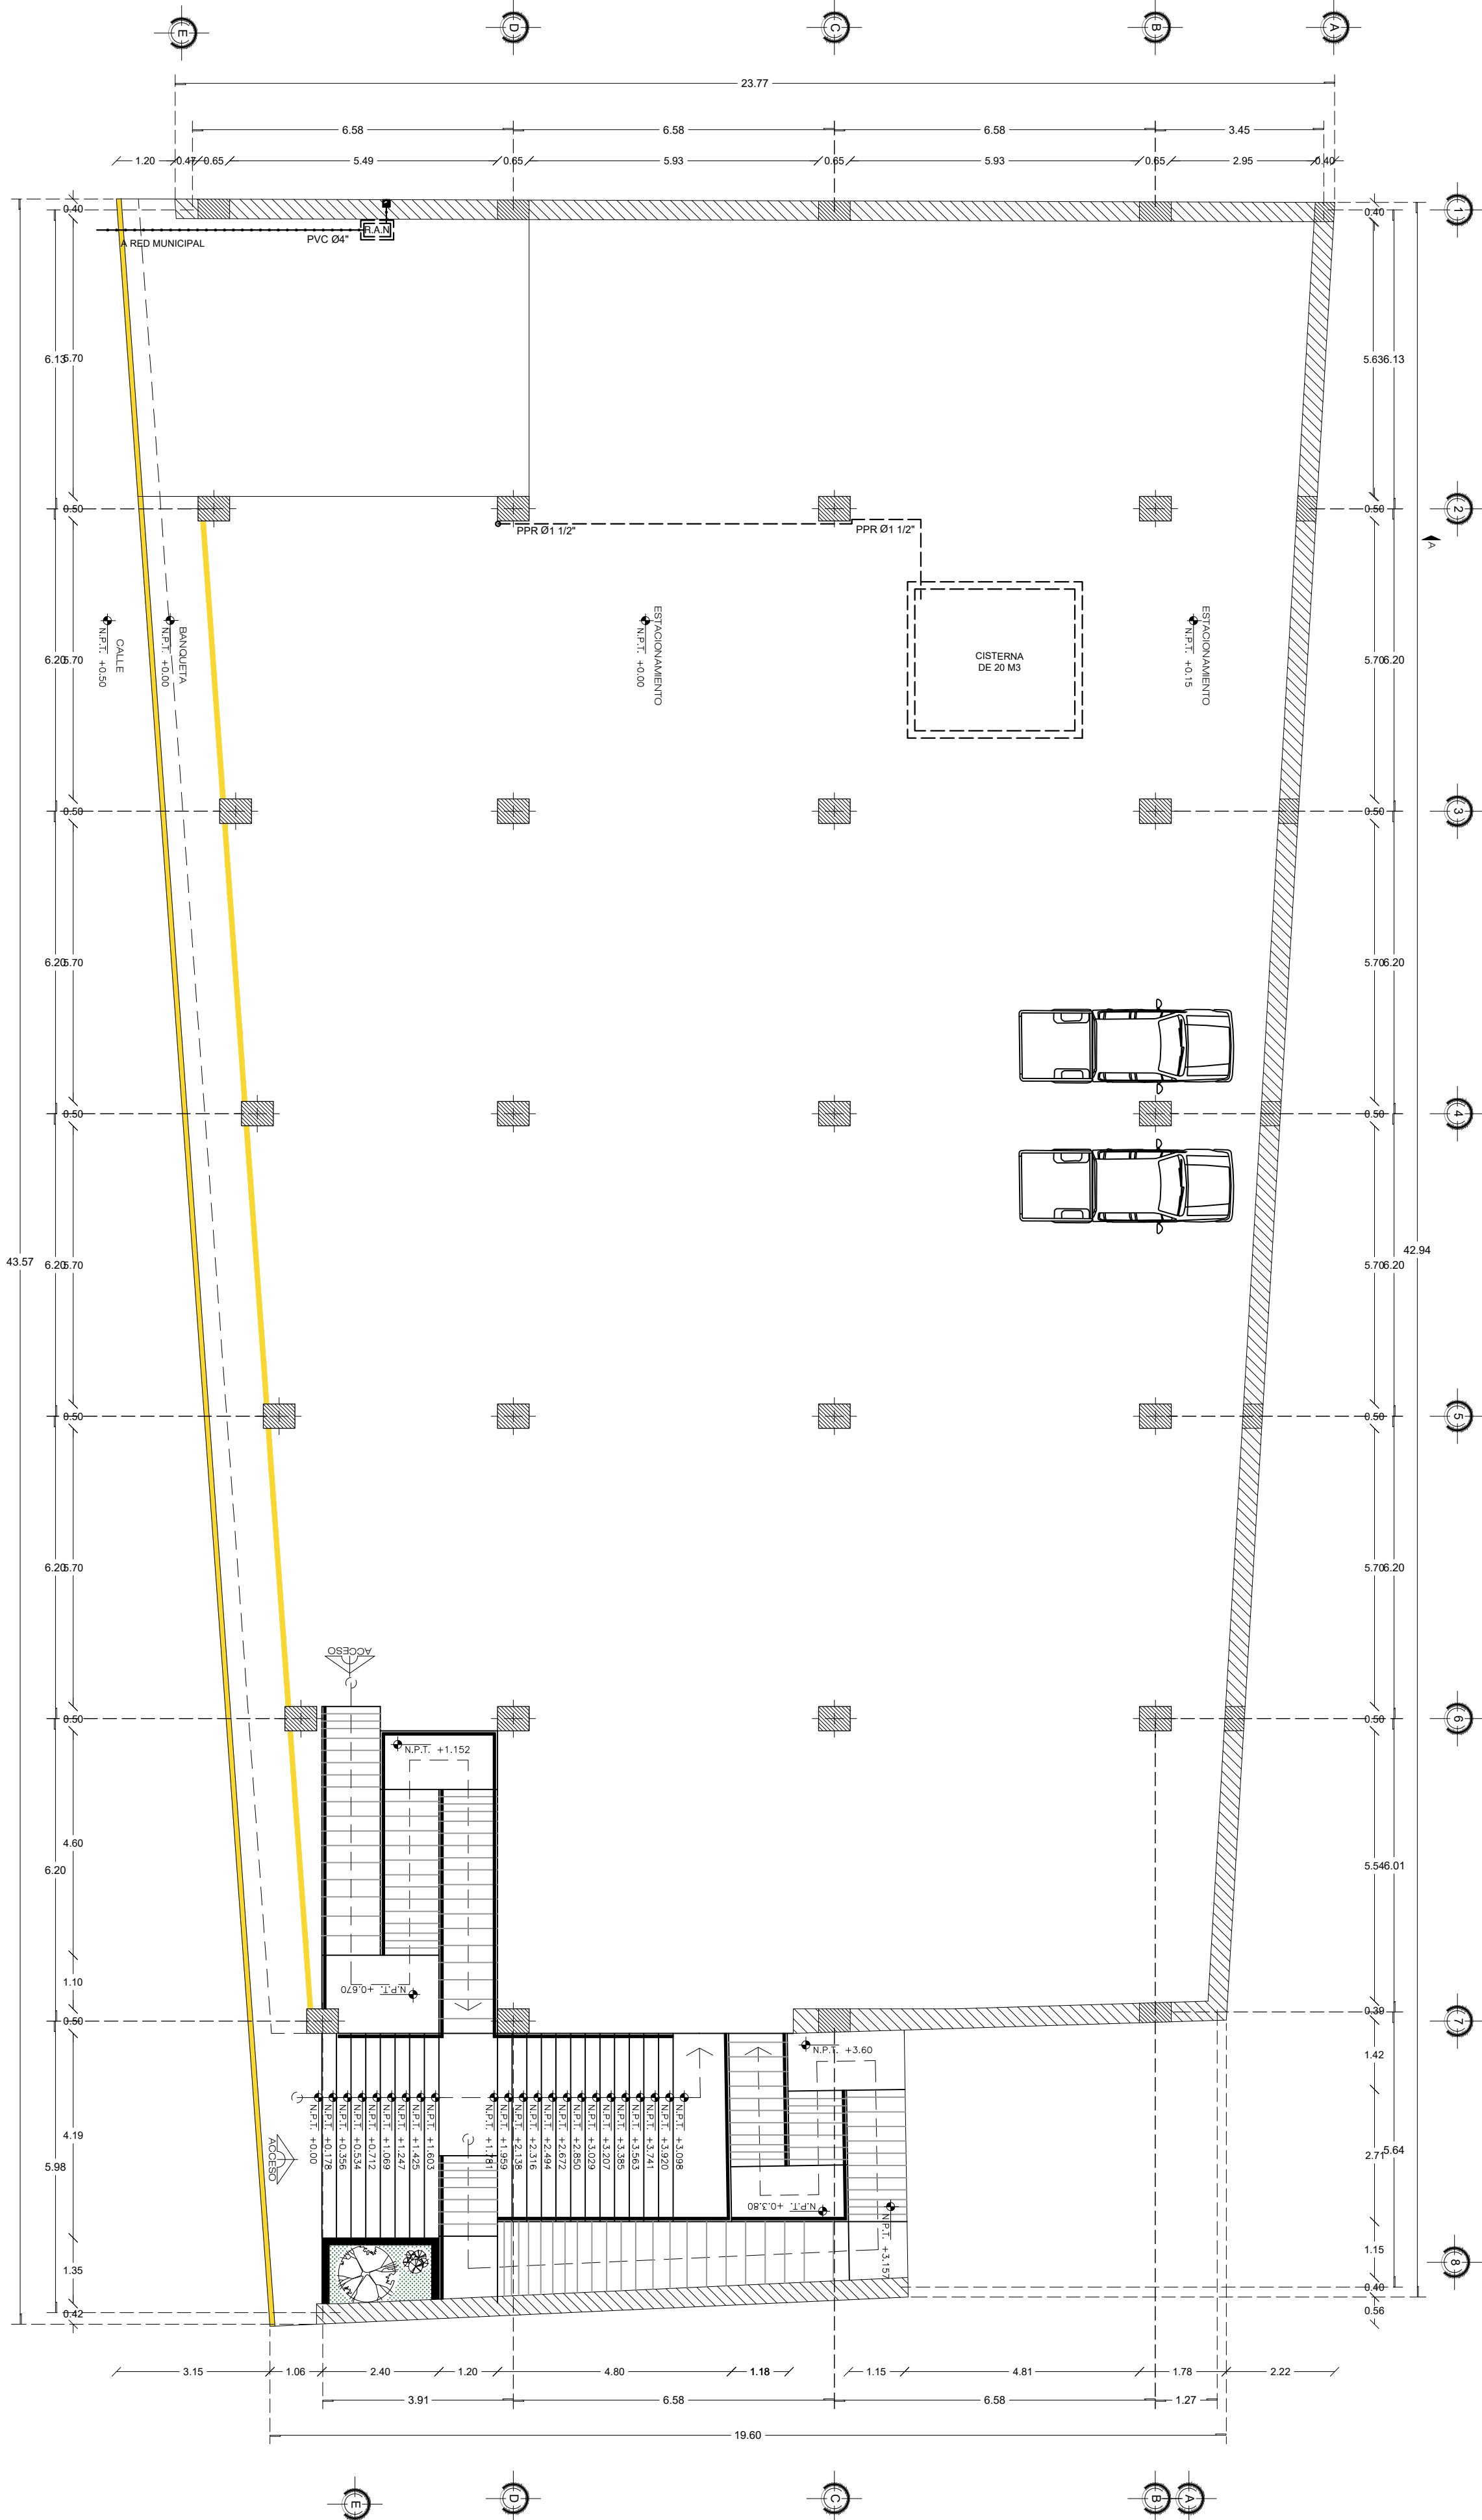 E
D
C
B
A
23.77
6.58
6.58
6.58
3.45
1.20
0.47
0.65
5.49
0.65
5.93
0.65
5.93
0.65
2.95
0.40
0.40
0.40
1
R.A.N
A RED MUNICIPAL
PVC Ø4"
6.13
5.70
5.63
6.13
0.50
0.50
2
PPR Ø1 1/2"
PPR Ø1 1/2"
A
CALLE
N.P.T. +0.50
BANQUETA
N.P.T. +0.00
ESTACIONAMIENTO
N.P.T. +0.00
CISTERNA
DE 20 M3
ESTACIONAMIENTO
N.P.T. +0.15
6.20
5.70
5.70
6.20
0.50
0.50
3
6.20
5.70
5.70
6.20
0.50
0.50
4
43.57
6.20
5.70
5.70
6.20
42.94
0.50
0.50
5
6.20
5.70
5.70
6.20
ACCESO
0.50
0.50
6
N.P.T. +1.152
4.60
6.20
5.54
6.01
1.10
N.P.T. +0.670
0.50
0.39
7
N.P.T. +3.60
1.42
4.19
5.98
ACCESO
N.P.T. +0.00
N.P.T. +0.178
N.P.T. +0.356
N.P.T. +0.534
N.P.T. +0.712
N.P.T. +1.069
N.P.T. +1.247
N.P.T. +1.425
N.P.T. +1.603
N.P.T. +1.781
N.P.T. +1.959
N.P.T. +2.138
N.P.T. +2.316
N.P.T. +2.494
N.P.T. +2.672
N.P.T. +2.850
N.P.T. +3.029
N.P.T. +3.207
N.P.T. +3.385
N.P.T. +3.563
N.P.T. +3.741
N.P.T. +3.920
N.P.T. +3.098
N.P.T. +0.3.80
N.P.T. +3.157
2.71
5.64
1.35
1.15
8
0.40
0.42
0.56
3.15
1.06
2.40
1.20
4.80
1.18
1.15
4.81
1.78
2.22
3.91
6.58
6.58
1.27
19.60
E
D
C
B
A